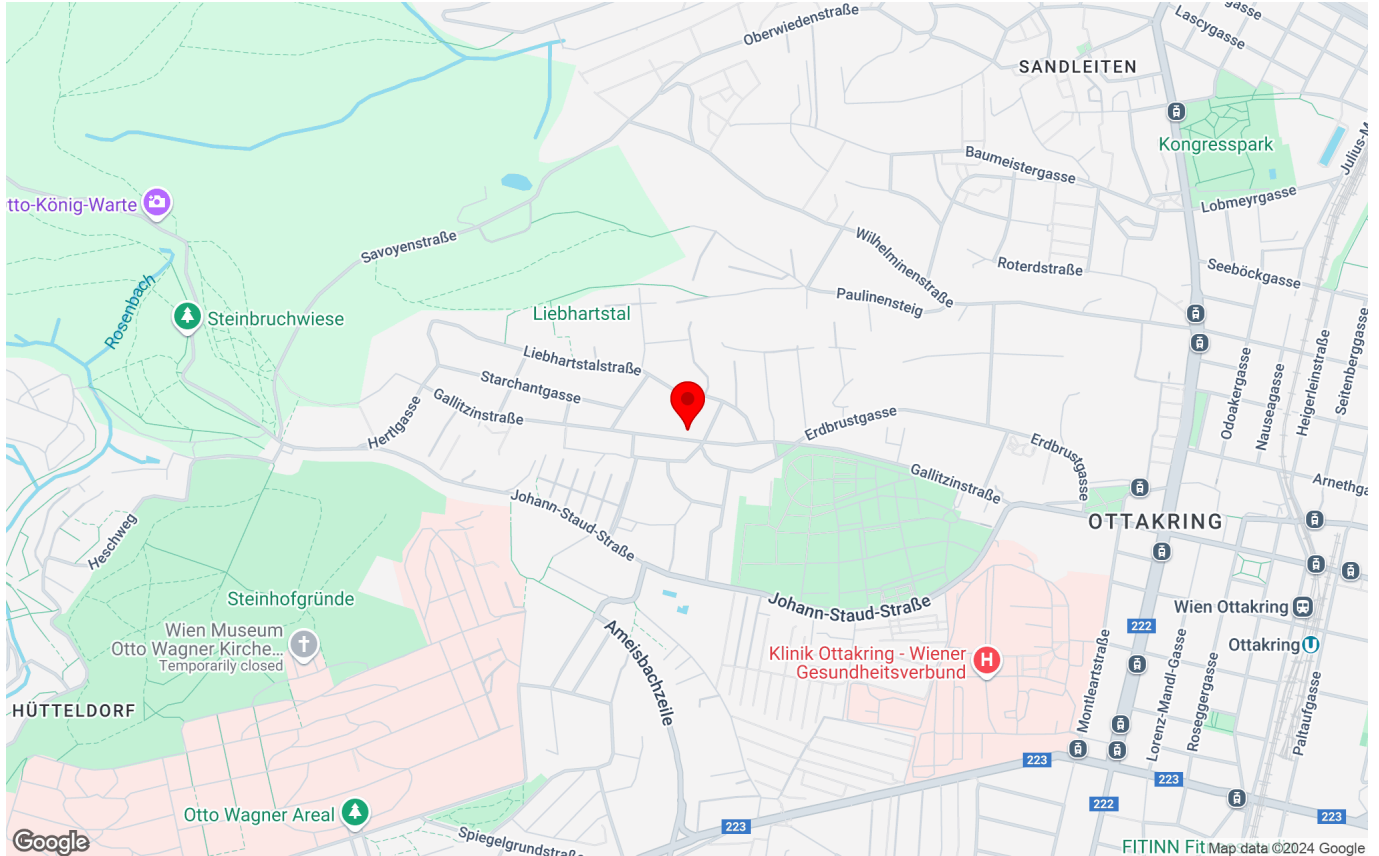 Oberwiedenstraße
Lascygasse
gasse
SANDLEITEN
Kongresspark
Julius-M
Baumeistergasse
Lobmeyrgasse
tto-König-Warte
Savoyenstraße
Wilhelminenstraße
Roterdstraße
Seeböckgasse
Rosenbach
Paulinensteig
Steinbruchwiese
Liebhartstal
Liebhartstalstraße
Starchantgasse
Gallitzinstraße
Hertlgasse
Erdbrustgasse
Erdbrustgasse
Gallitzinstraße
Odoakergasse
Nauseagasse
Heigerleinstraße
Seitenberggasse
Arnethga
Johann-Staud-Straße
OTTAKRING
Heschweg
Steinhofgründe
Wien Museum
Otto Wagner Kirche...
Temporarily closed
Johann-Staud-Straße
Wien Ottakring
222
Ottakring
U
Klinik Ottakring - Wiener
Gesundheitsverbund
H
Ameisbachzeile
Montleartstraße
Lorenz-Mandl-Gasse
Roseggergasse
Paltaufgasse
HÜTTELDORF
223
223
222
223
223
Otto Wagner Areal
Spiegelgrundstraße
FITINN Fit
Google
Map data ©2024 Google